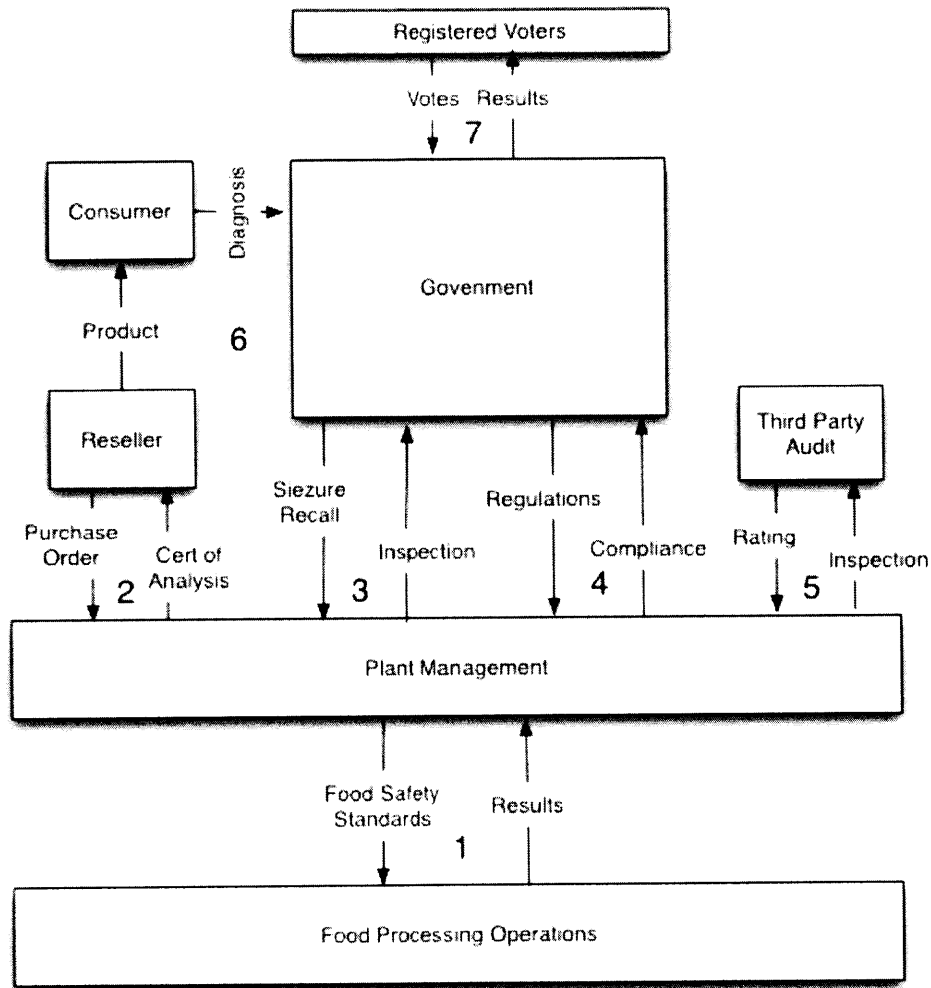 Registered Voters
Votes Results
7
Consumer
Diagnosis
Govenment
Product
6
Reseller
Third Party
Audit
Siezure
Recall
Regulations
Purchase
Order
Cert of
Analysis
Inspection
Compliance
Rating
Inspection
2
3
4
5
Plant Management
Food Safety
Standards
Results
1
Food Processing Operations